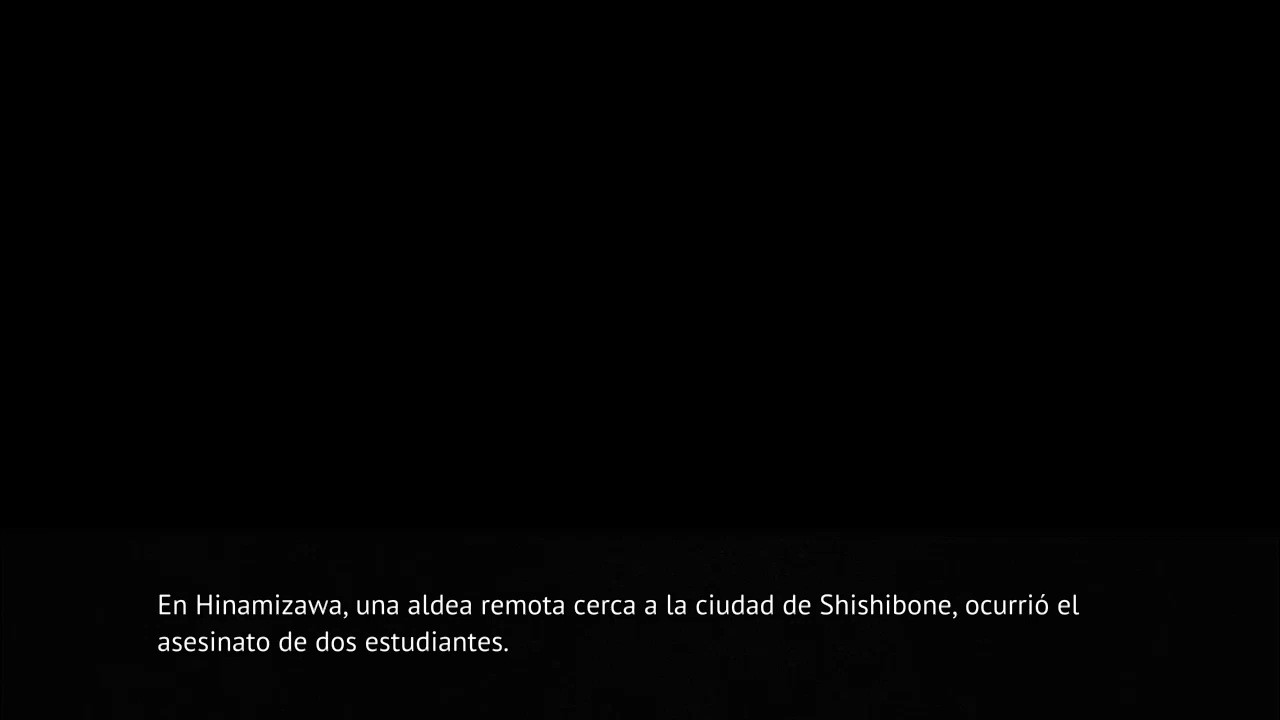 En Hinamizawa, una aldea remota cerca a la ciudad de Shishibone, ocurrió el
asesinato de dos estudiantes.